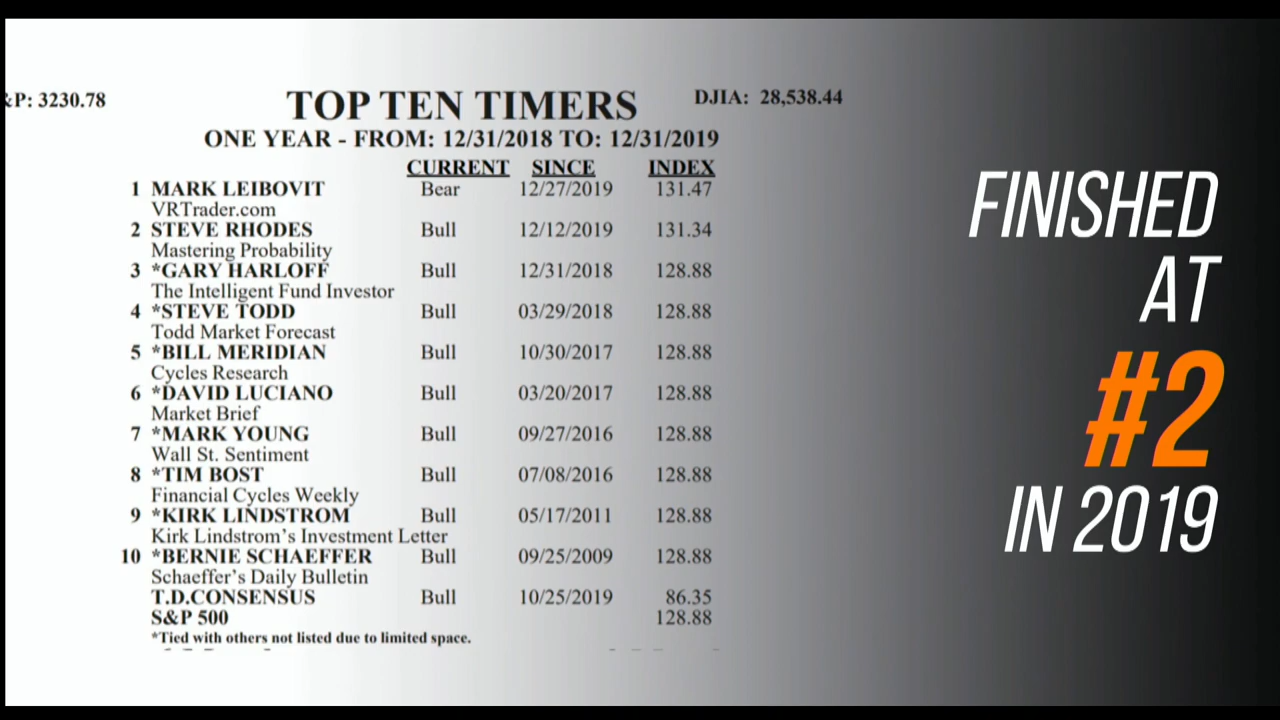 &P: 3230.78
TOP TEN TIMERS
DJIA: 28,538.44
ONE YEAR - FROM: 12/31/2018 TO: 12/31/2019
CURRENT SINCE INDEX
1 MARK LEIBOVIT Bear 12/27/2019 131.47
VRTrader.com
2 STEVE RHODES Bull 12/12/2019 131.34
Mastering Probability
3 *GARY HARLOFF Bull 12/31/2018 128.88
The Intelligent Fund Investor
4 *STEVE TODD Bull 03/29/2018 128.88
Todd Market Forecast
5 *BILL MERIDIAN Bull 10/30/2017 128.88
Cycles Research
6 *DAVID LUCIANO Bull 03/20/2017 128.88
Market Brief
7 *MARK YOUNG Bull 09/27/2016 128.88
Wall St. Sentiment
8 *TIM BOST Bull 07/08/2016 128.88
Financial Cycles Weekly
9 *KIRK LINDSTROM Bull 05/17/2011 128.88
Kirk Lindstrom's Investment Letter
10 *BERNIE SCHAEFFER Bull 09/25/2009 128.88
Schaeffer's Daily Bulletin
T.D.CONSENSUS Bull 10/25/2019 86.35
S&P 500 128.88
*Tied with others not listed due to limited space.
FINISHED
AT
#2
IN 2019